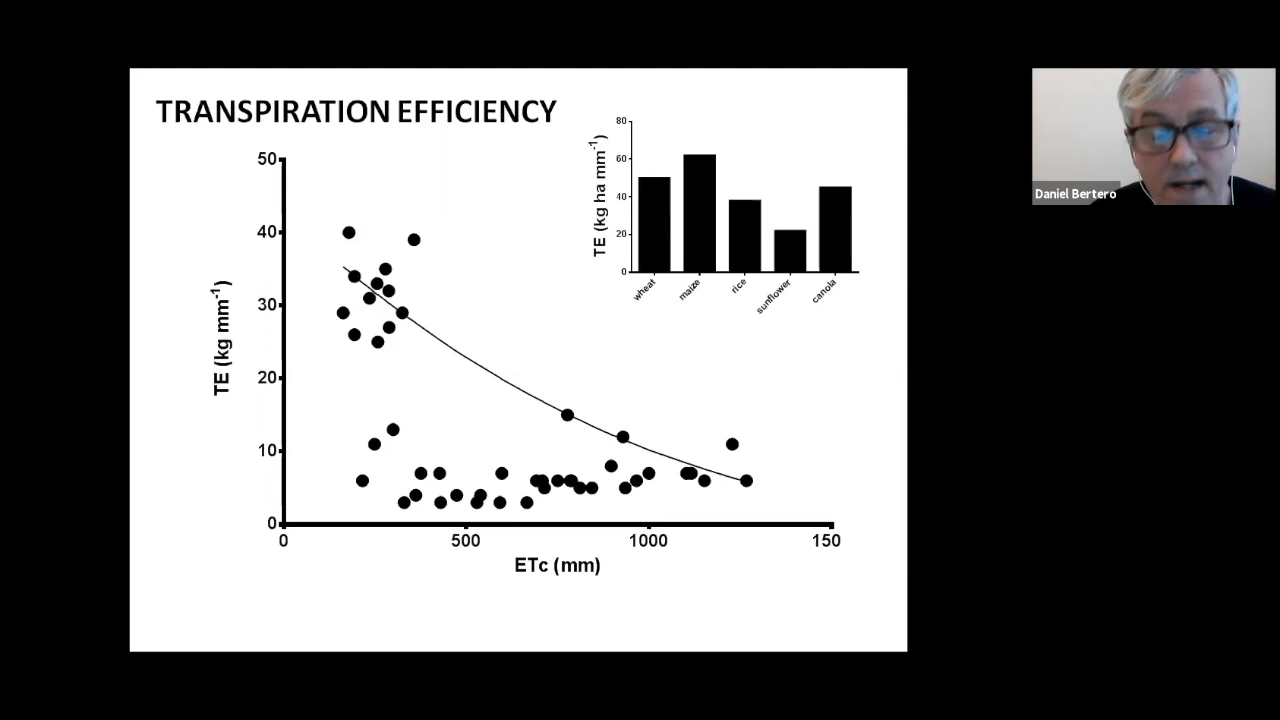 TRANSPIRATION EFFICIENCY
80
60
40
20
0
TE (kg ha mm-1)
wheat
maize
rice
sunflower
canola
50
40
30
20
10
0
TE (kg mm-1)
0
500
1000
150
ETc (mm)
Daniel Bertero